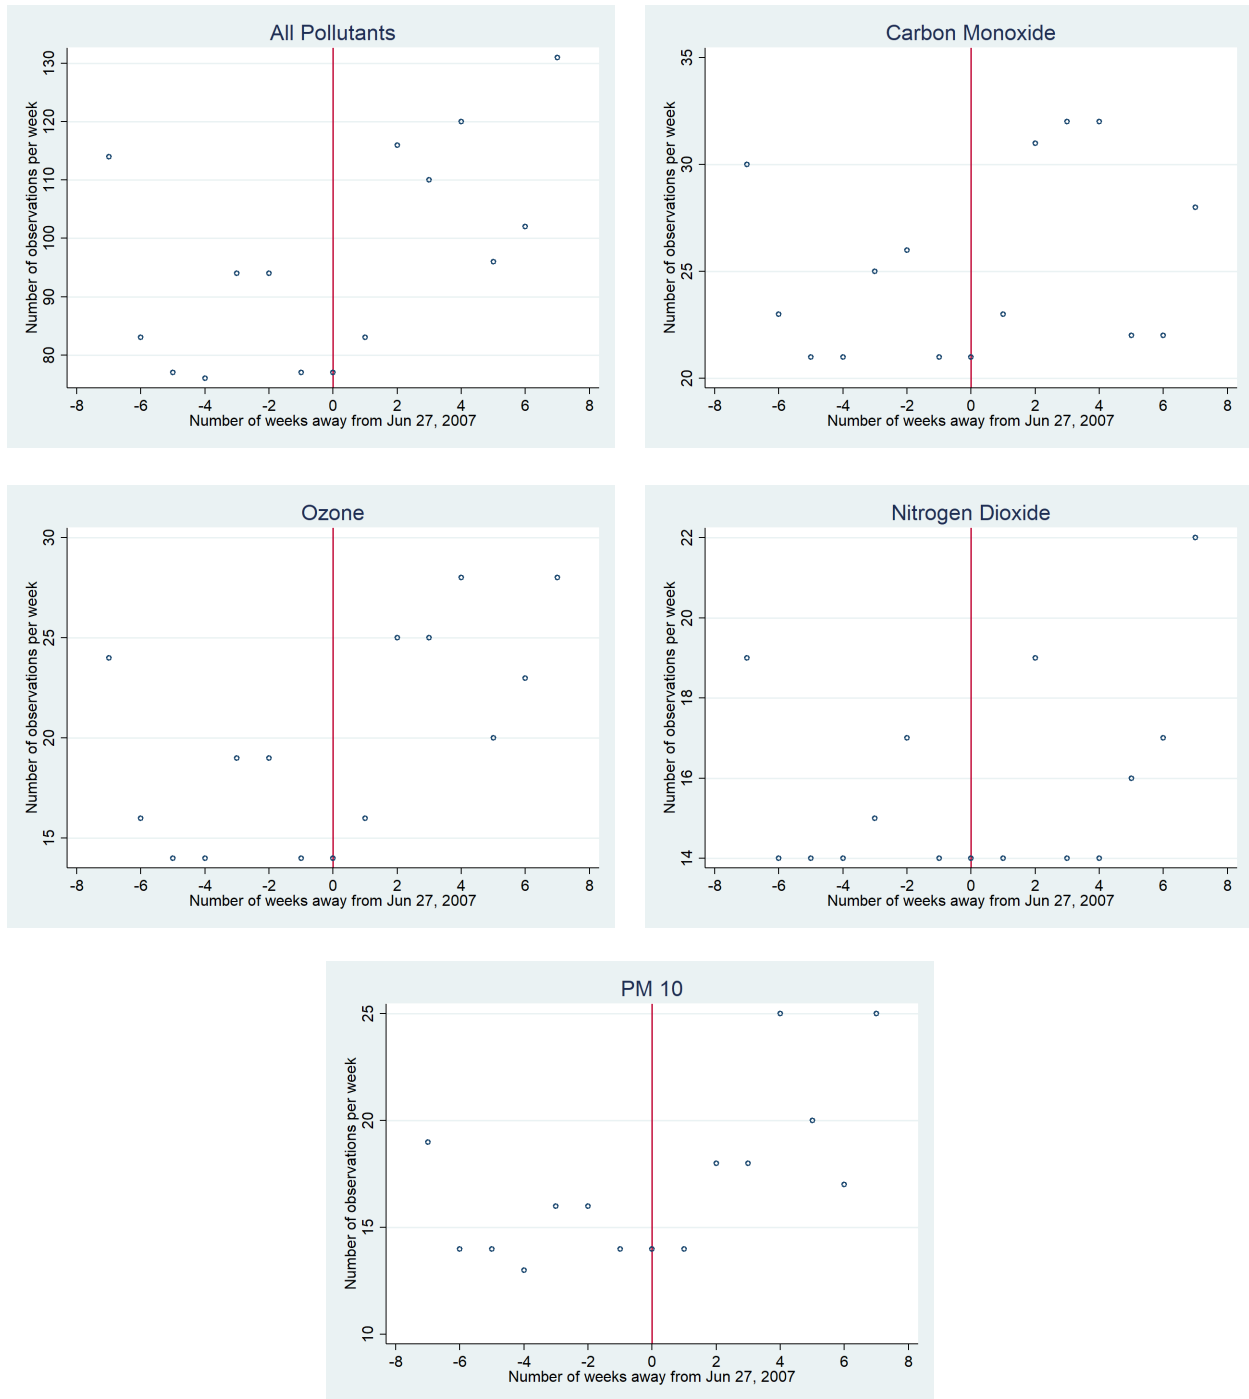 All Pollutants
Number of observations per week
130
120
110
100
90
80
-8 -6 -4 -2 0 2 4 6 8
Number of weeks away from Jun 27, 2007
Carbon Monoxide
Number of observations per week
35
30
25
20
-8 -6 -4 -2 0 2 4 6 8
Number of weeks away from Jun 27, 2007
Ozone
Number of observations per week
30
25
20
15
-8 -6 -4 -2 0 2 4 6 8
Number of weeks away from Jun 27, 2007
Nitrogen Dioxide
Number of observations per week
22
20
18
16
14
-8 -6 -4 -2 0 2 4 6 8
Number of weeks away from Jun 27, 2007
PM 10
Number of observations per week
25
20
15
10
-8 -6 -4 -2 0 2 4 6 8
Number of weeks away from Jun 27, 2007